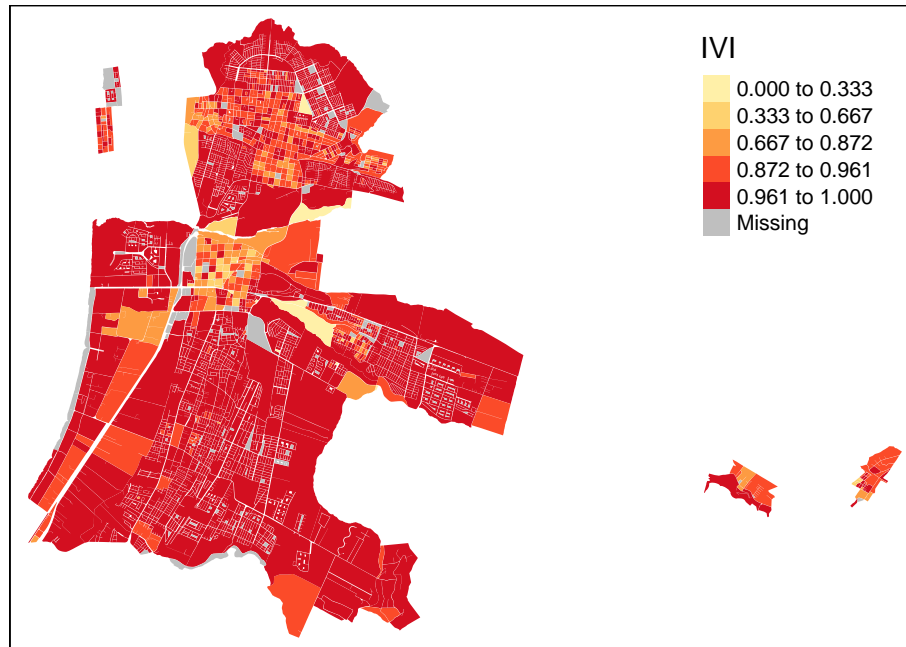 IVI
0.000 to 0.333
0.333 to 0.667
0.667 to 0.872
0.872 to 0.961
0.961 to 1.000
Missing